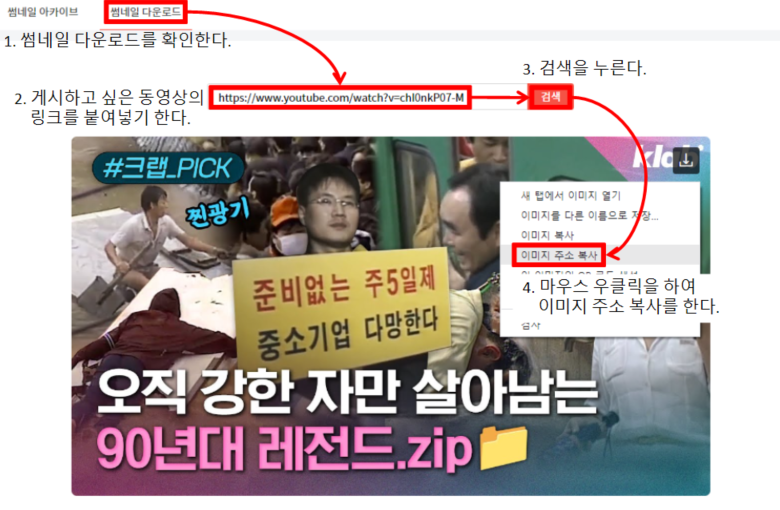 썸네일 아카이브 썸네일 다운로드
1. 썸네일 다운로드를 확인한다.
3. 검색을 누른다.
2. 게시하고 싶은 동영상의
링크를 붙여넣기 한다.
https://www.youtube.com/watch?v=chI0nkP07-M 검색
#크랩_PICK
찐광기
새 탭에서 이미지 열기
이미지를 다른 이름으로 저장...
이미지 복사
이미지 주소 복사
4. 마우스 우클릭을 하여
이미지 주소 복사를 한다.
검사
준비없는 주5일제
중소기업 다망한다
오직 강한 자만 살아남는
90년대 레전드.zip